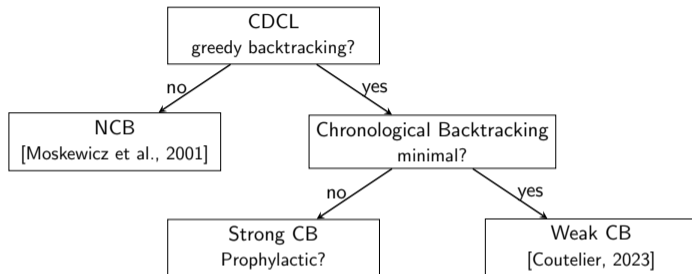 CDCL
greedy backtracking?
no
yes
NCB
[Moskewicz et al., 2001]
Chronological Backtracking
minimal?
no
yes
Strong CB
Prophylactic?
Weak CB
[Coutelier, 2023]